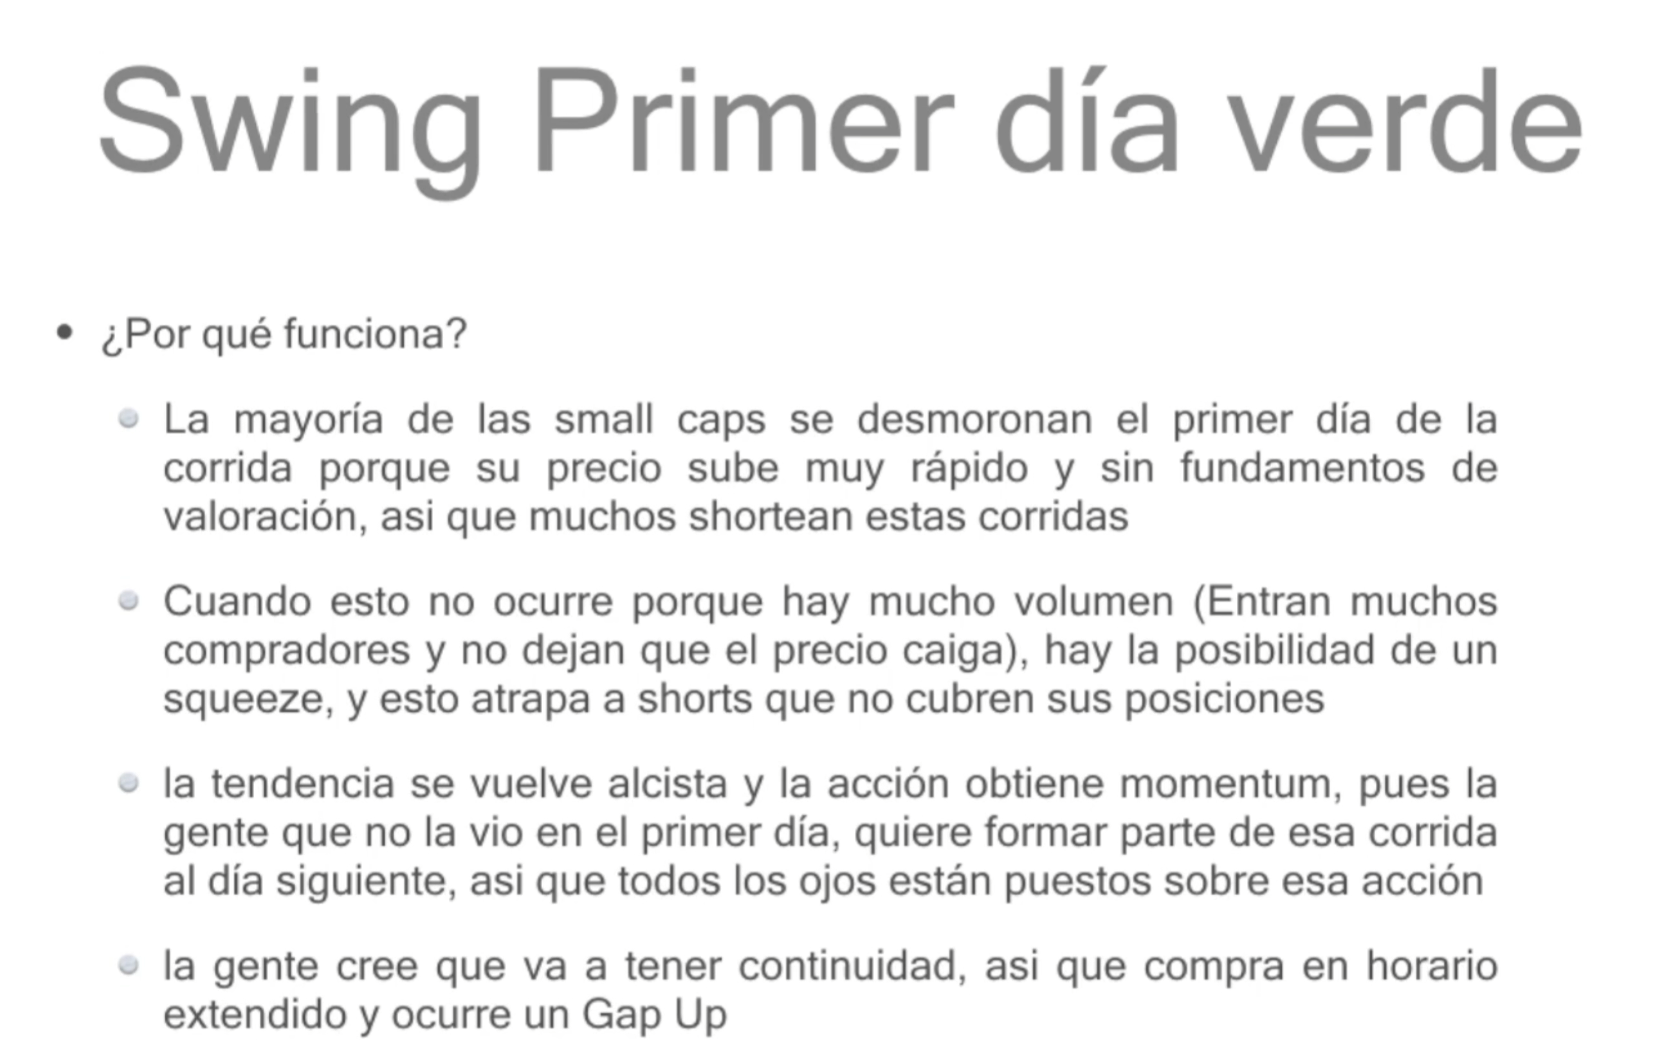 Swing Primer día verde
• ¿Por qué funciona?
La mayoría de las small caps se desmoronan el primer día de la
corrida porque su precio sube muy rápido y sin fundamentos de
valoración, asi que muchos shortean estas corridas
Cuando esto no ocurre porque hay mucho volumen (Entran muchos
compradores y no dejan que el precio caiga), hay la posibilidad de un
squeeze, y esto atrapa a shorts que no cubren sus posiciones
la tendencia se vuelve alcista y la acción obtiene momentum, pues la
gente que no la vio en el primer día, quiere formar parte de esa corrida
al día siguiente, asi que todos los ojos están puestos sobre esa acción
la gente cree que va a tener continuidad, asi que compra en horario
extendido y ocurre un Gap Up